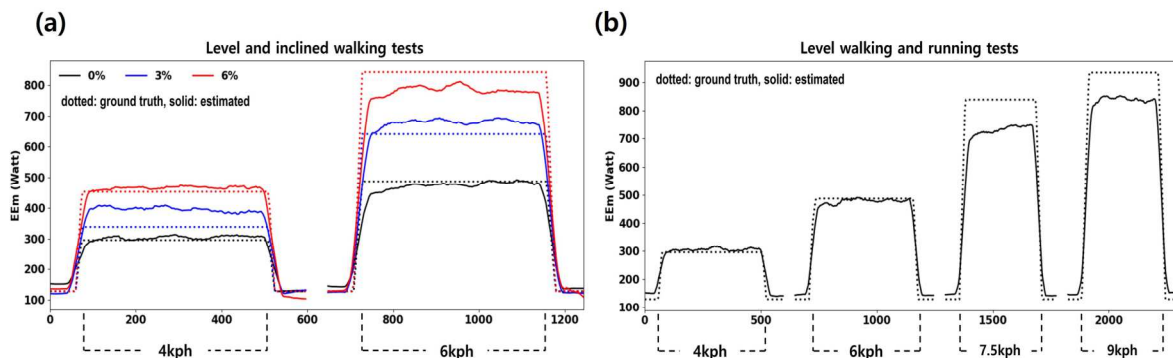 (a)
Level and inclined walking tests
0% 3% 6%
dotted: ground truth, solid: estimated
EEm (Watt)
800
700
600
500
400
300
200
100
0 200 400 600 800 1000 1200
4kph 6kph
(b)
Level walking and running tests
dotted: ground truth, solid: estimated
EEm (Watt)
900
800
700
600
500
400
300
200
100
0 500 1000 1500 2000
4kph 6kph 7.5kph 9kph